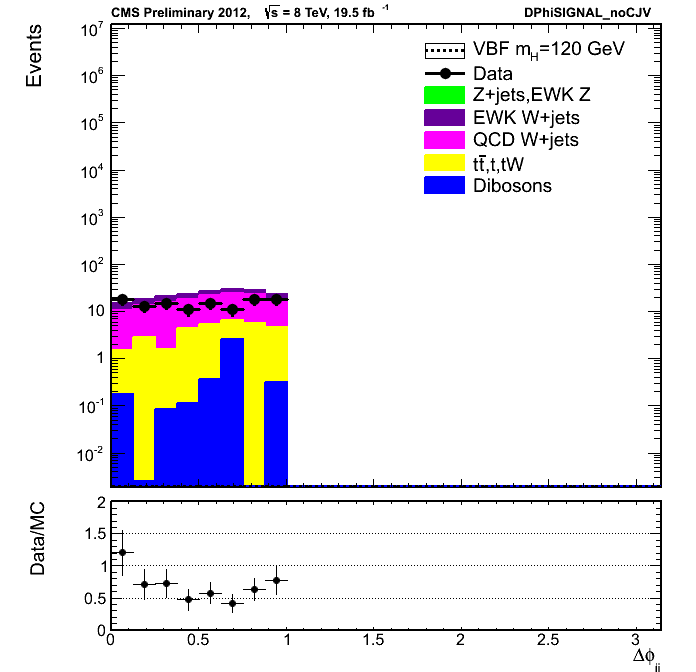 CMS Preliminary 2012, √s = 8 TeV, 19.5 fb⁻¹ DPhiSIGNAL_noCJV
Events
10⁷
10⁶
10⁵
10⁴
10³
10²
10
1
10⁻¹
10⁻²
VBF m_H=120 GeV
Data
Z+jets,EWK Z
EWK W+jets
QCD W+jets
tt̄,t,tW
Dibosons
Data/MC
2
1.5
1
0.5
0
0 0.5 1 1.5 2 2.5 3
Δϕ_jj